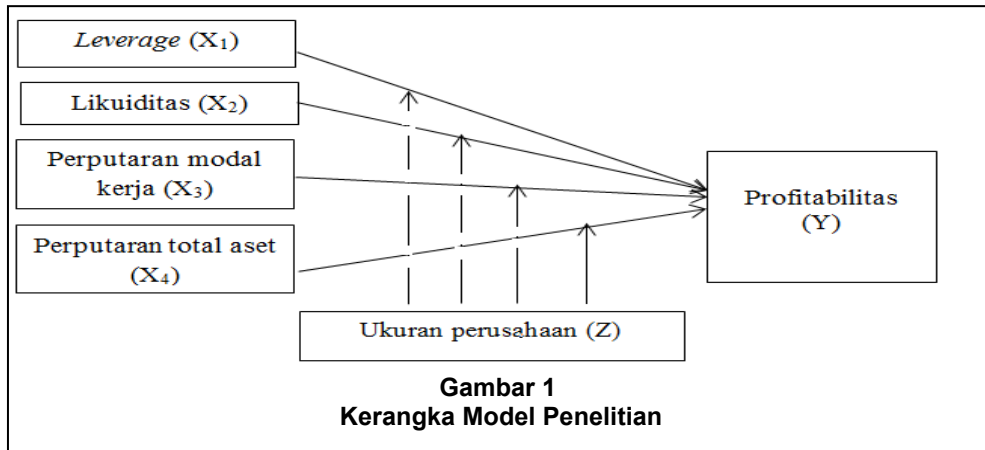 Leverage (X₁)
Likuiditas (X₂)
Perputaran modal
kerja (X₃)
Perputaran total aset
(X₄)
Profitabilitas
(Y)
Ukuran perusahaan (Z)
Gambar 1
Kerangka Model Penelitian